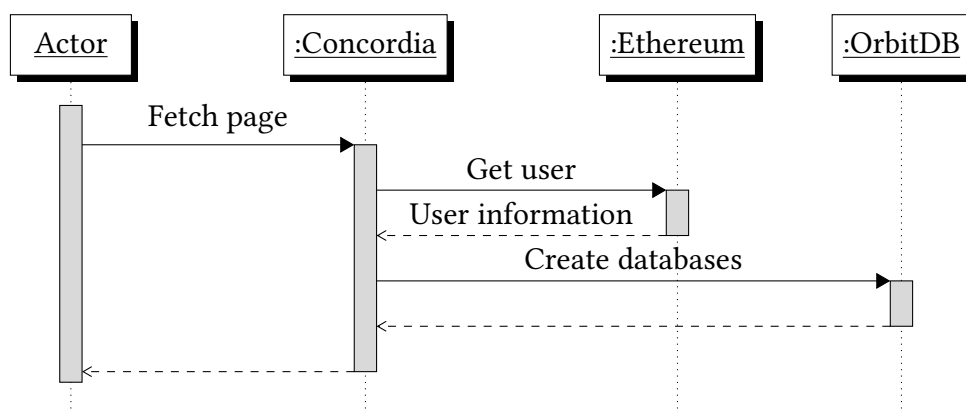 Actor
:Concordia
:Ethereum
:OrbitDB
Fetch page
Get user
User information
Create databases